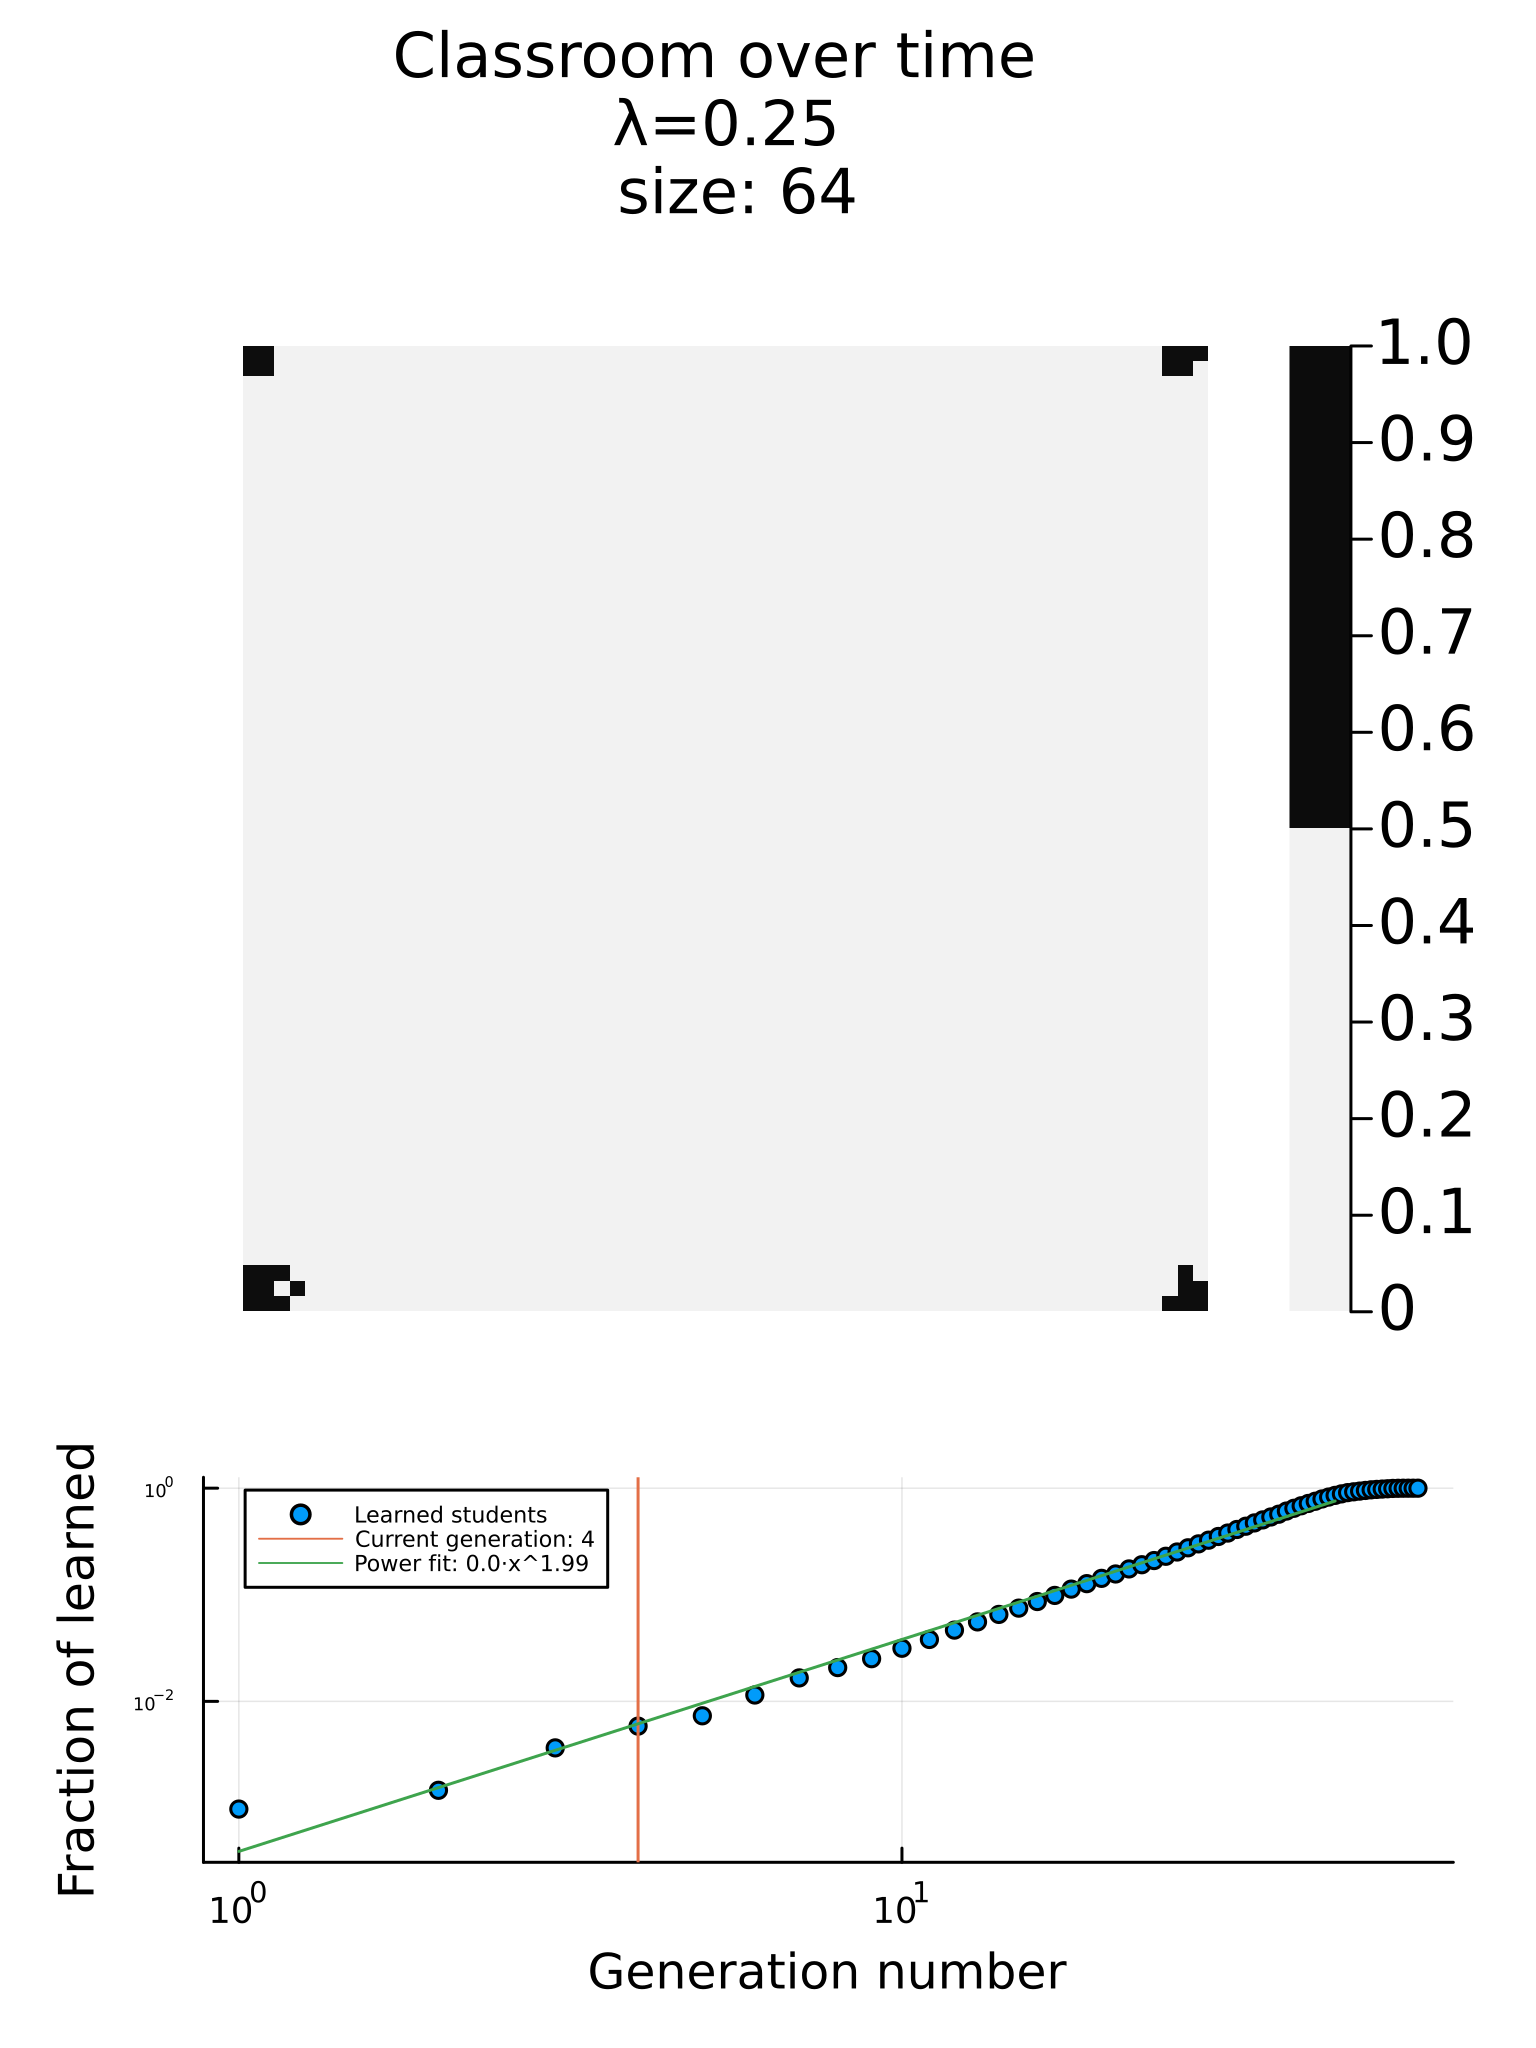 Classroom over time
λ=0.25
size: 64
1.0
0.9
0.8
0.7
0.6
0.5
0.4
0.3
0.2
0.1
0
Fraction of learned
10^0
10^-2
Learned students
Current generation: 4
Power fit: 0.0·x^1.99
10^0
10^1
Generation number